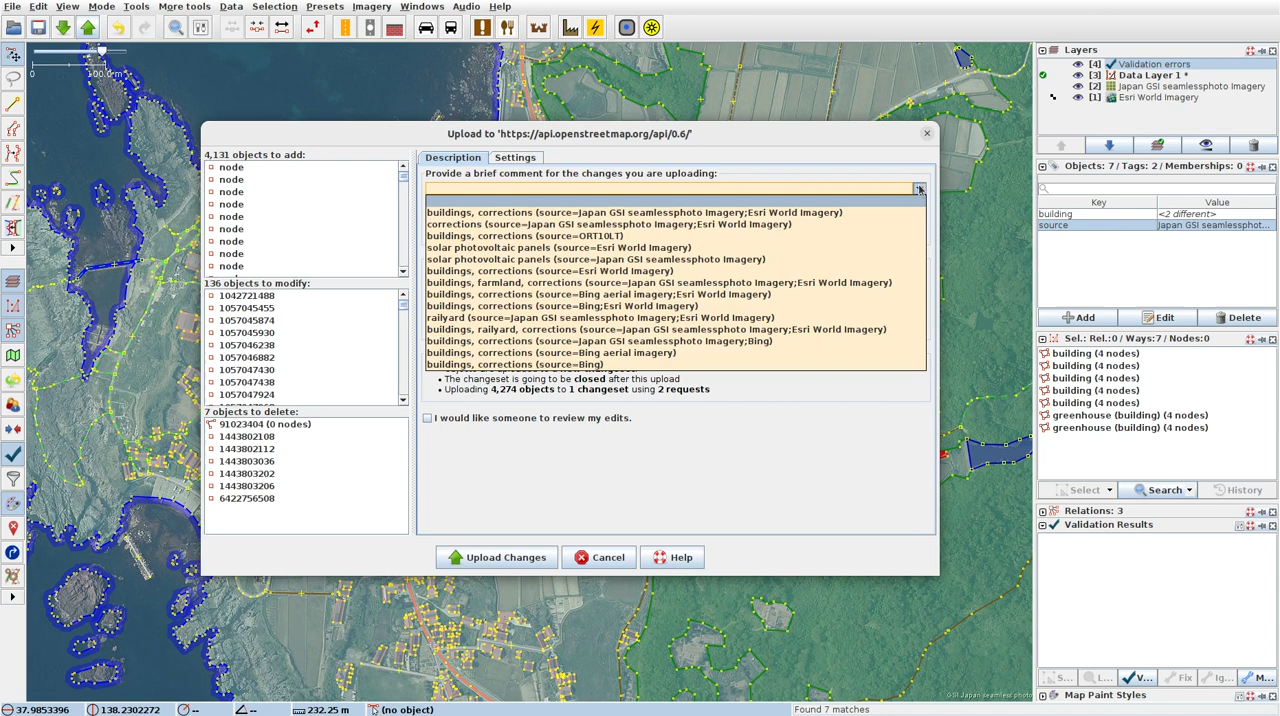 File Edit View Mode Tools More tools Data Selection Presets Imagery Windows Audio Help
0 100.0 m
Layers
[4] Validation errors
[3] Data Layer 1 *
[2] Japan GSI seamlessphoto Imagery
[1] Esri World Imagery
Upload to 'https://api.openstreetmap.org/api/0.6/'
4,131 objects to add:
node
node
node
node
node
node
node
node
node
136 objects to modify:
1042721488
1057045455
1057045874
1057045930
1057046238
1057046882
1057047430
1057047438
1057047924
7 objects to delete:
91023404 (0 nodes)
1443802108
1443802112
1443803036
1443803202
1443803206
6422756508
Description Settings
Provide a brief comment for the changes you are uploading:
buildings, corrections (source=Japan GSI seamlessphoto Imagery;Esri World Imagery)
corrections (source=Japan GSI seamlessphoto Imagery;Esri World Imagery)
buildings, corrections (source=ORT10LT)
solar photovoltaic panels (source=Esri World Imagery)
solar photovoltaic panels (source=Japan GSI seamlessphoto Imagery)
buildings, corrections (source=Esri World Imagery)
buildings, farmland, corrections (source=Japan GSI seamlessphoto Imagery;Esri World Imagery)
buildings, corrections (source=Bing aerial imagery;Esri World Imagery)
buildings, corrections (source=Bing;Esri World Imagery)
railyard (source=Japan GSI seamlessphoto Imagery;Esri World Imagery)
buildings, railyard, corrections (source=Japan GSI seamlessphoto Imagery;Esri World Imagery)
buildings, corrections (source=Japan GSI seamlessphoto Imagery;Bing)
buildings, corrections (source=Bing aerial imagery)
buildings, corrections (source=Bing)
• The changeset is going to be closed after this upload
• Uploading 4,274 objects to 1 changeset using 2 requests
I would like someone to review my edits.
Upload Changes Cancel Help
Objects: 7 / Tags: 2 / Memberships: 0
Key Value
building <2 different>
source Japan GSI seamlessphot...
Add Edit Delete
Sel.: Rel.:0 / Ways:7 / Nodes:0
building (4 nodes)
building (4 nodes)
building (4 nodes)
building (4 nodes)
building (4 nodes)
greenhouse (building) (4 nodes)
greenhouse (building) (4 nodes)
Select Search History
Relations: 3
Validation Results
S... L... V... Fix Ig... M...
Map Paint Styles
GSI Japan seamless photo
37.9853396 138.2302272 -- -- 232.25 m (no object) Found 7 matches